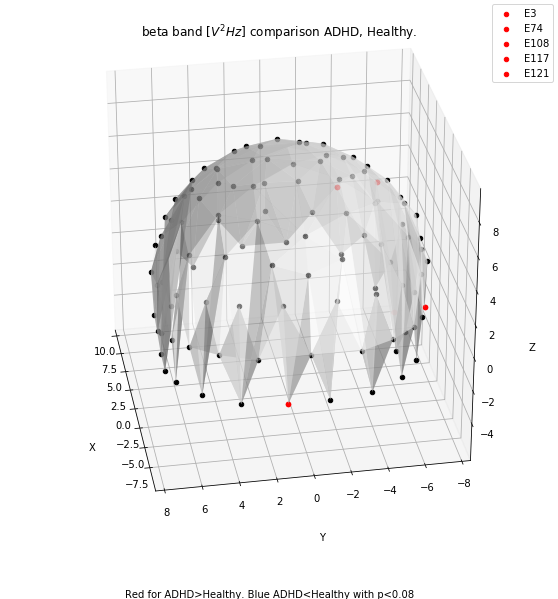 E3
E74
E108
E117
E121
beta band [V²Hz] comparison ADHD, Healthy.
8
6
4
2
0
−2
−4
Z
10.0
7.5
5.0
2.5
0.0
−2.5
−5.0
−7.5
X
8
6
4
2
0
−2
−4
−6
−8
Y
Red for ADHD>Healthy. Blue ADHD<Healthy with p<0.08